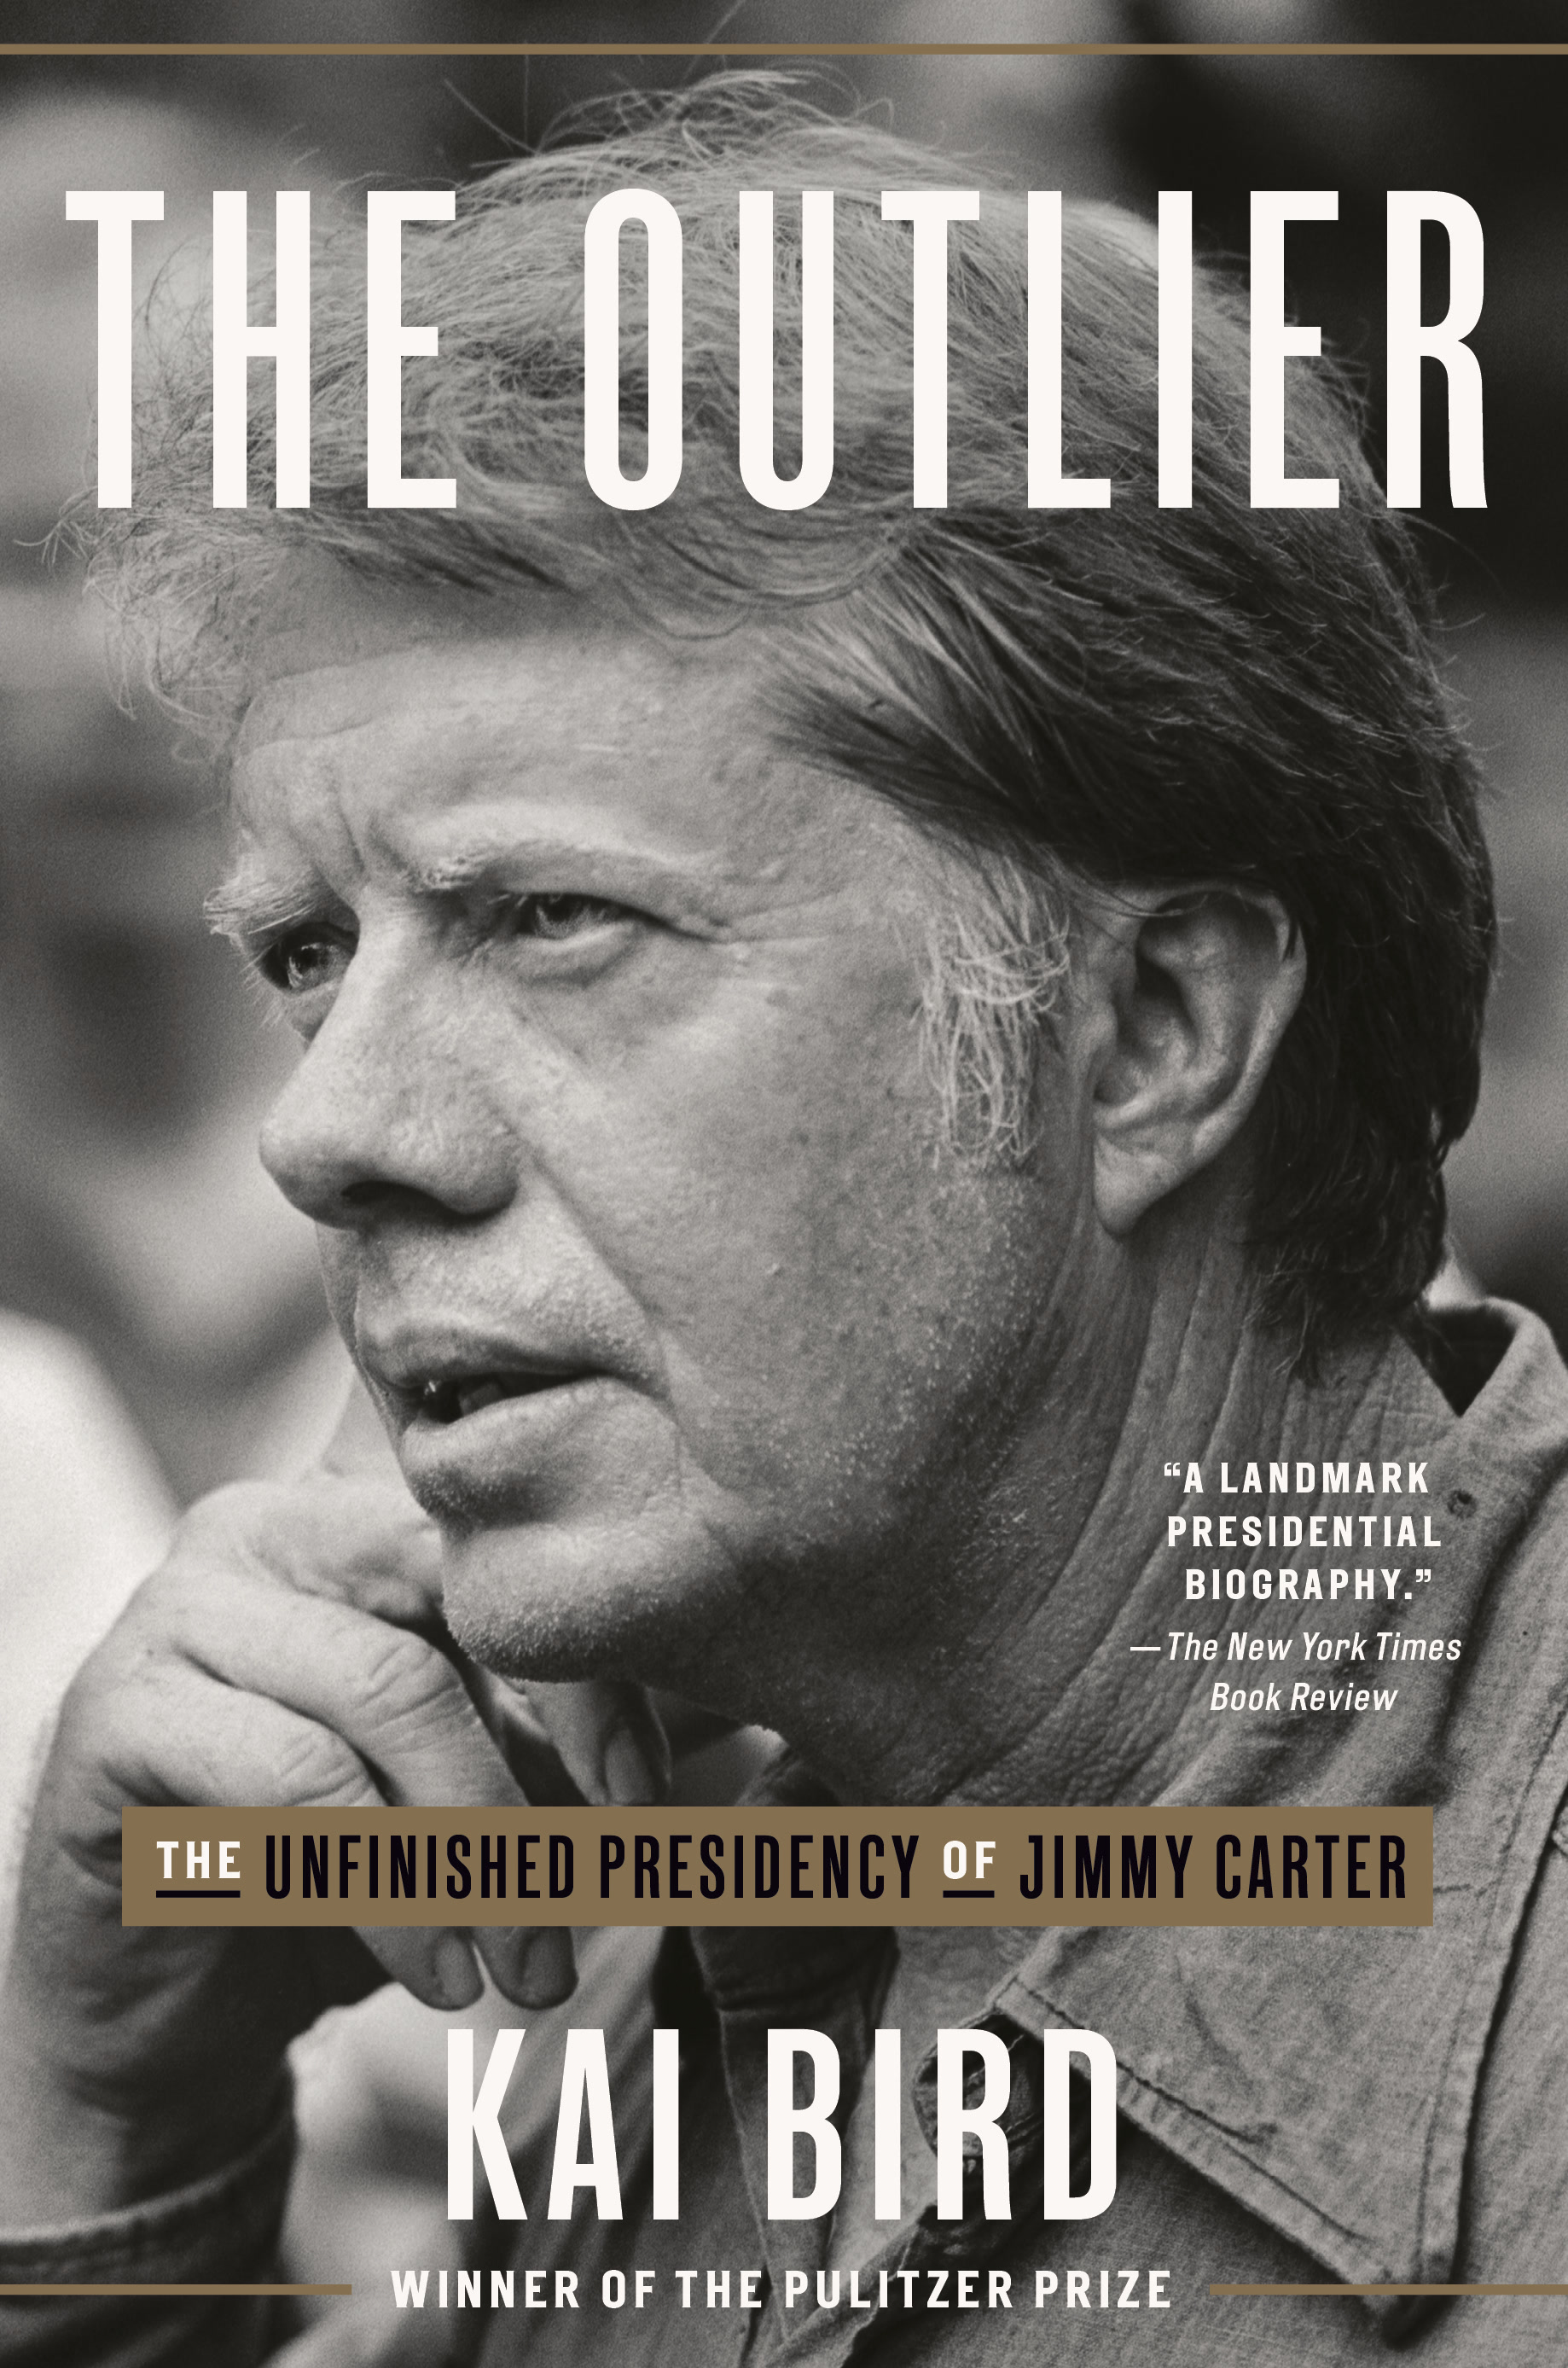 THE OUTLIER
“A LANDMARK
PRESIDENTIAL
BIOGRAPHY.”
—The New York Times
Book Review
THE UNFINISHED PRESIDENCY OF JIMMY CARTER
KAI BIRD
WINNER OF THE PULITZER PRIZE